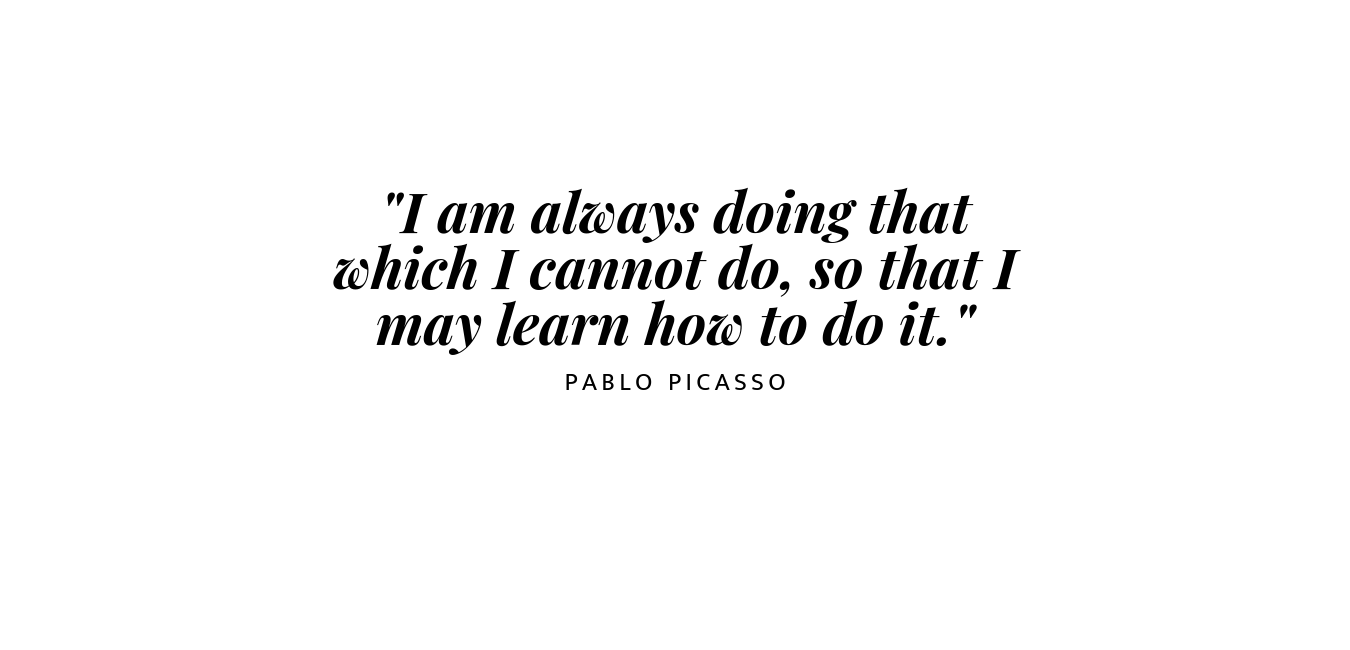 "I am always doing that
which I cannot do, so that I
may learn how to do it."
PABLO PICASSO